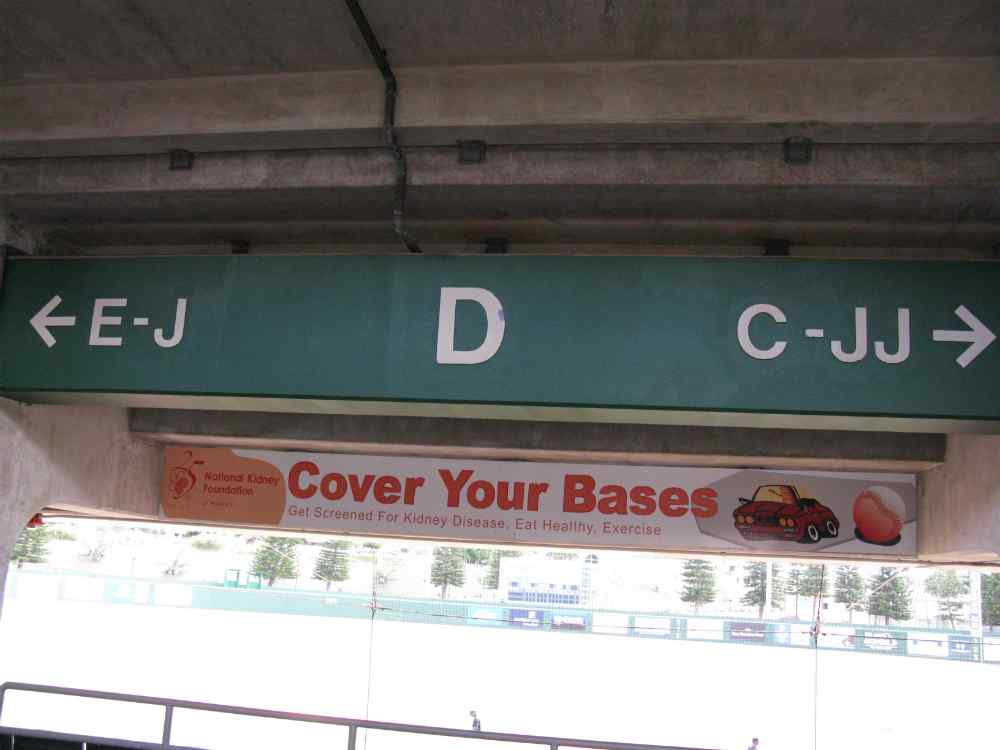 ← E-J D C-JJ →
National Kidney
Foundation
Cover Your Bases
Get Screened For Kidney Disease, Eat Healthy, Exercise